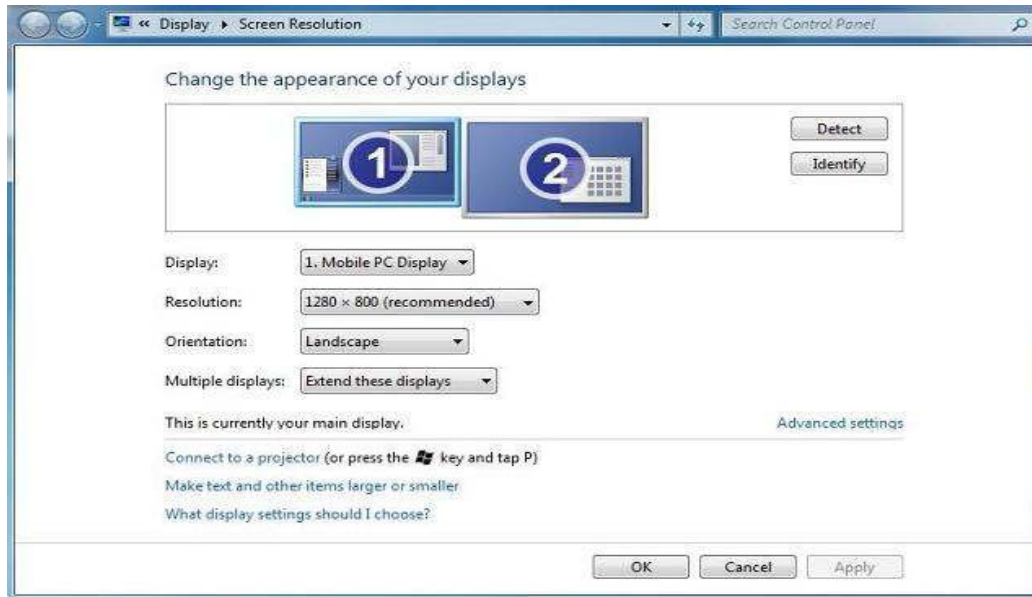 « Display ▸ Screen Resolution
Search Control Panel
Change the appearance of your displays
1
2
Detect
Identify
Display:
1. Mobile PC Display
Resolution:
1280 × 800 (recommended)
Orientation:
Landscape
Multiple displays:
Extend these displays
This is currently your main display.
Advanced settings
Connect to a projector (or press the key and tap P)
Make text and other items larger or smaller
What display settings should I choose?
OK
Cancel
Apply